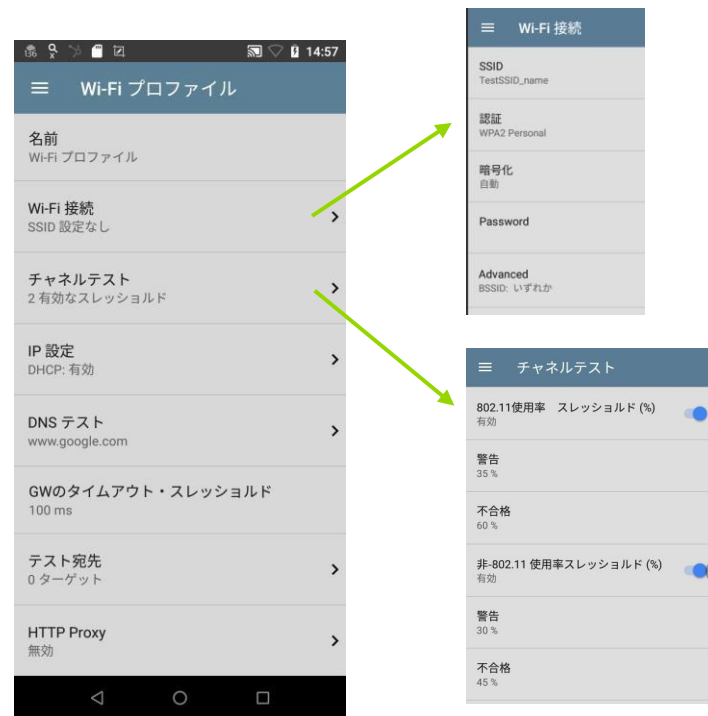 14:57
Wi-Fi プロファイル
名前
Wi-Fi プロファイル
Wi-Fi 接続
SSID 設定なし
チャネルテスト
2 有効なスレッショルド
IP 設定
DHCP: 有効
DNS テスト
www.google.com
GWのタイムアウト・スレッショルド
100 ms
テスト宛先
0 ターゲット
HTTP Proxy
無効
Wi-Fi 接続
SSID
TestSSID_name
認証
WPA2 Personal
暗号化
自動
Password
Advanced
BSSID: いずれか
チャネルテスト
802.11使用率　スレッショルド (%)
有効
警告
35 %
不合格
60 %
非-802.11 使用率スレッショルド (%)
有効
警告
30 %
不合格
45 %